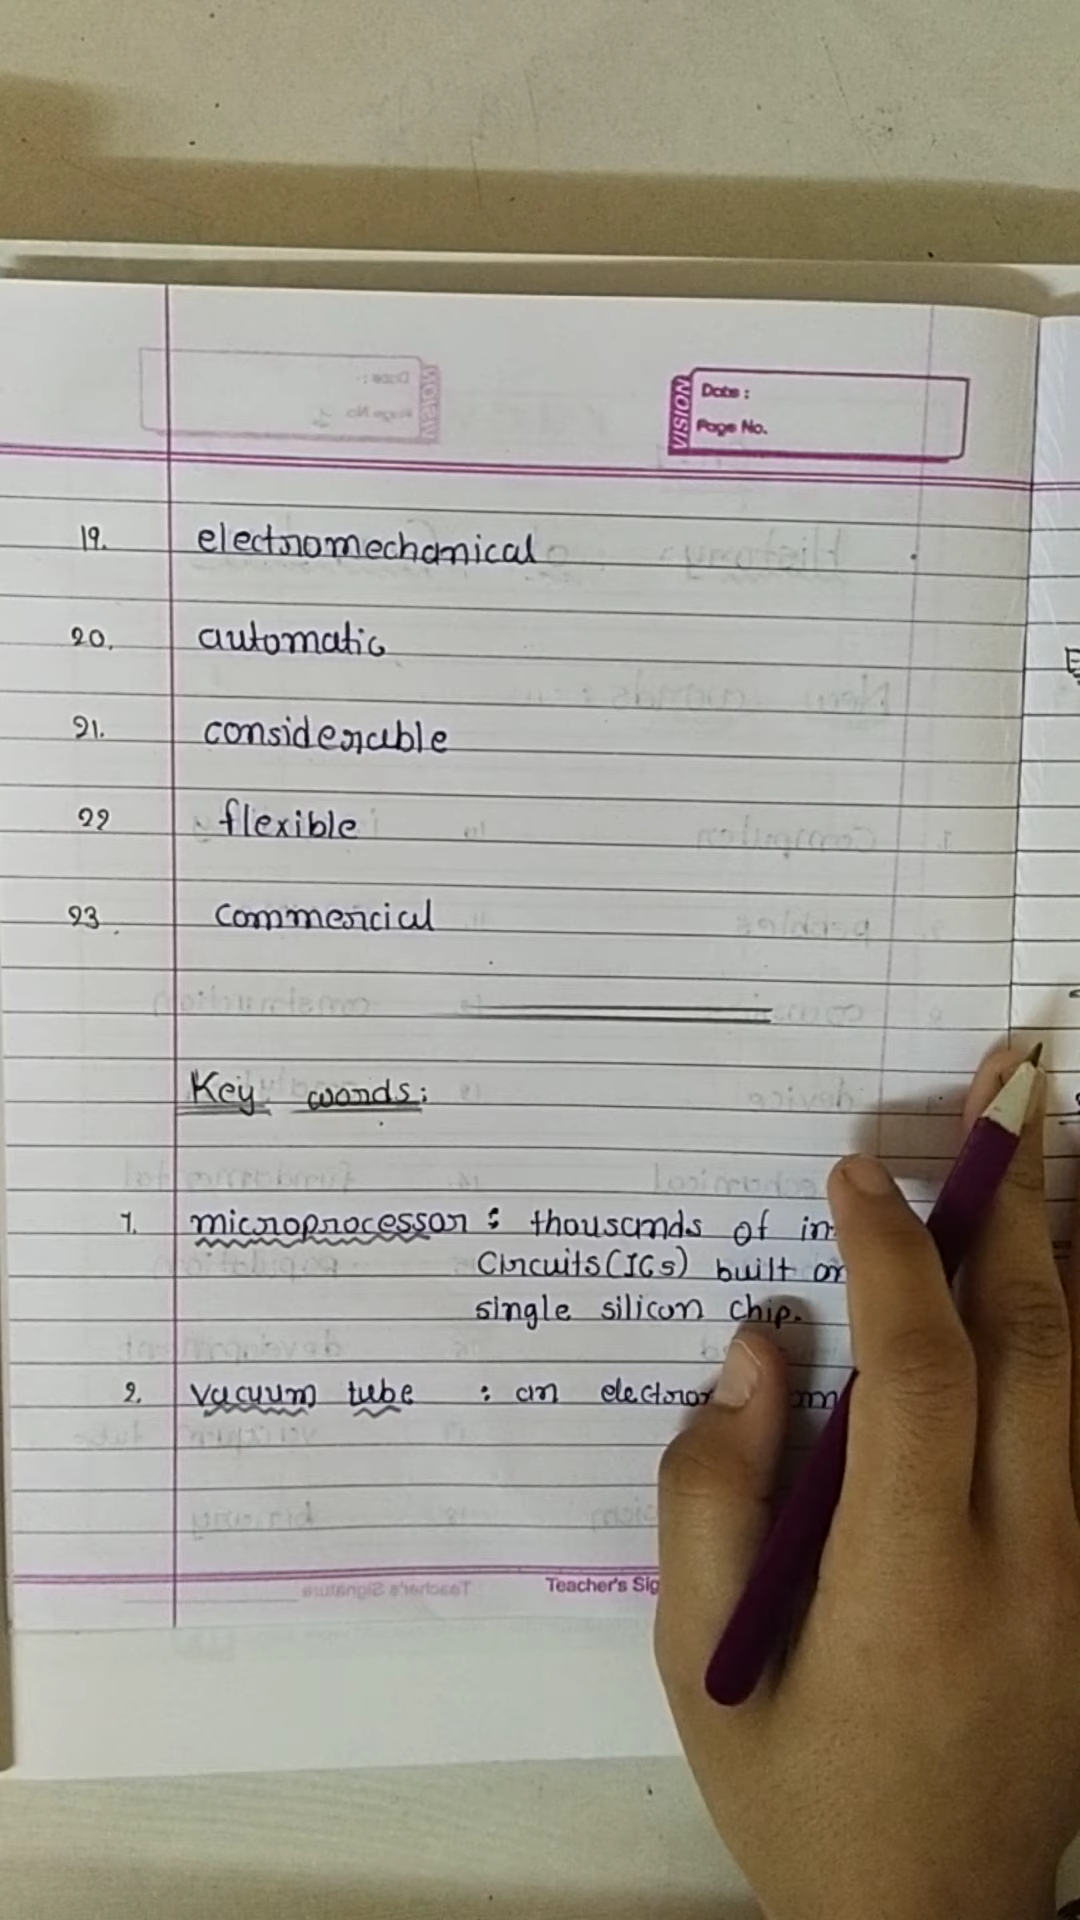 VISION
Date :
Page No.
19. electromechanical
20. automatic
21. considerable
22 flexible
23. commercial
Key words:
1. microprocessor : thousands of
Circuits (ICs) built
single silicon chip.
2. vacuum tube : an
Teacher's